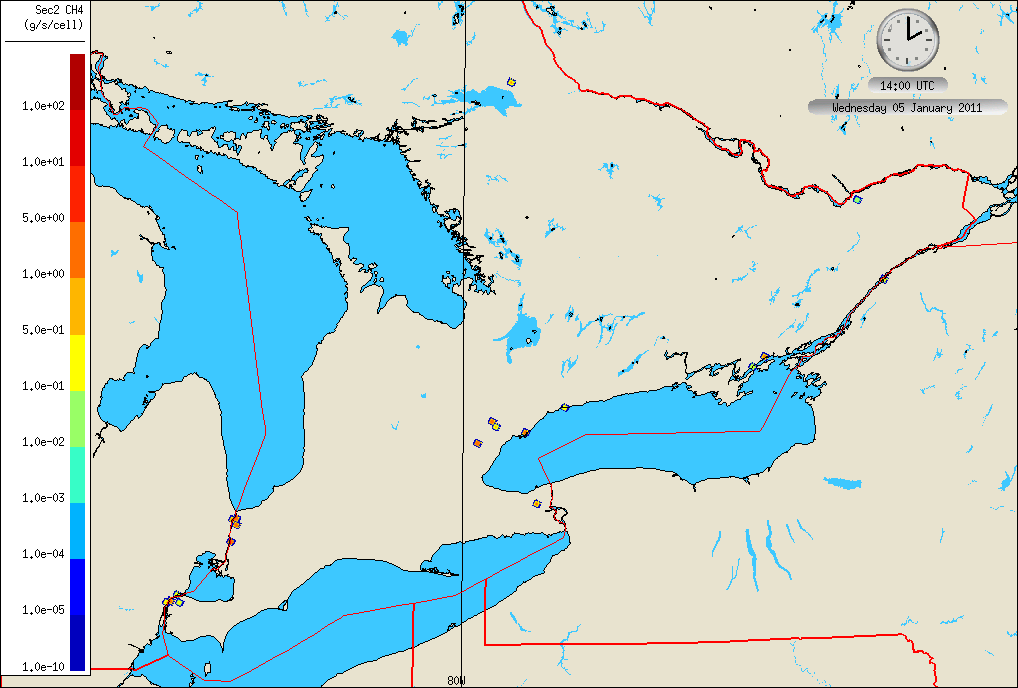 Sec2 CH4
(g/s/cell)
1.0e+02
1.0e+01
5.0e+00
1.0e+00
5.0e-01
1.0e-01
1.0e-02
1.0e-03
1.0e-04
1.0e-05
1.0e-10
14:00 UTC
Wednesday 05 January 2011
80W